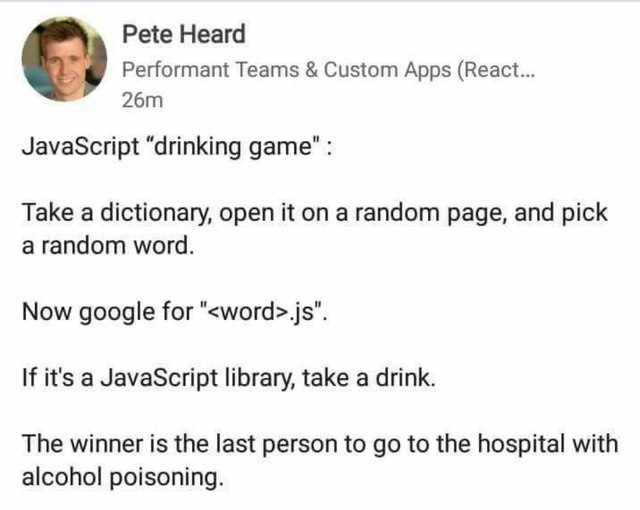 Pete Heard
Performant Teams & Custom Apps (React...
26m
JavaScript “drinking game" :
Take a dictionary, open it on a random page, and pick
a random word.
Now google for "<word>.js".
If it's a JavaScript library, take a drink.
The winner is the last person to go to the hospital with
alcohol poisoning.